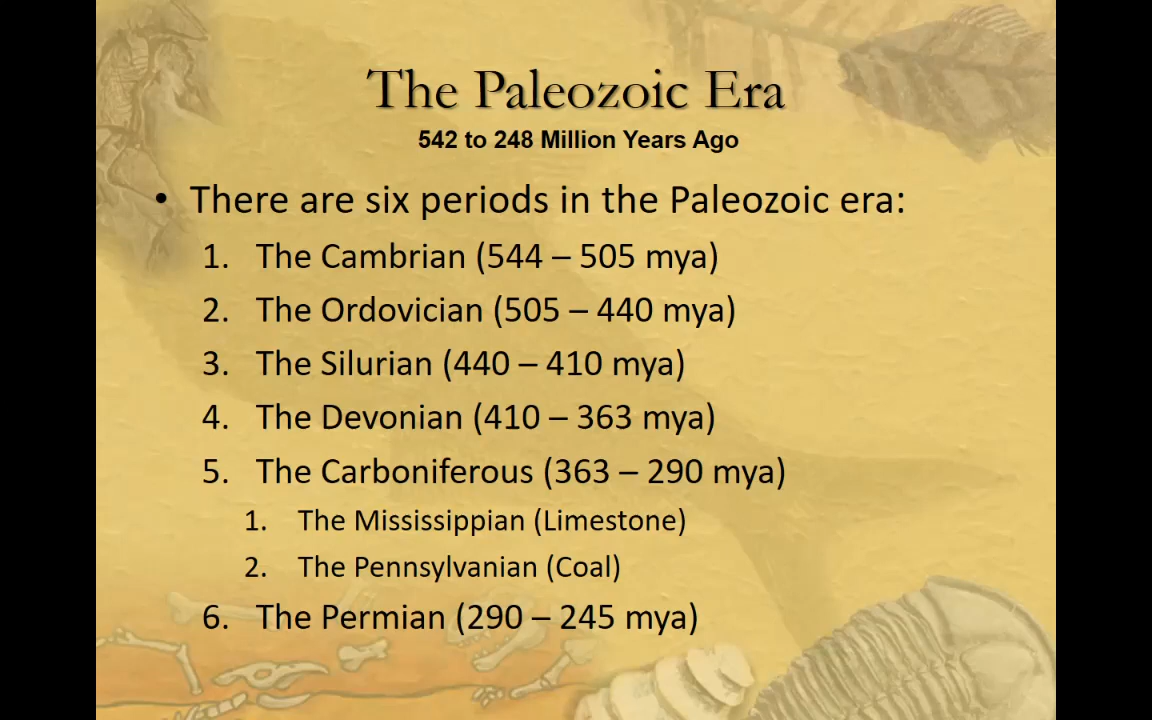 The Paleozoic Era
542 to 248 Million Years Ago
• There are six periods in the Paleozoic era:
1. The Cambrian (544 – 505 mya)
2. The Ordovician (505 – 440 mya)
3. The Silurian (440 – 410 mya)
4. The Devonian (410 – 363 mya)
5. The Carboniferous (363 – 290 mya)
1. The Mississippian (Limestone)
2. The Pennsylvanian (Coal)
6. The Permian (290 – 245 mya)